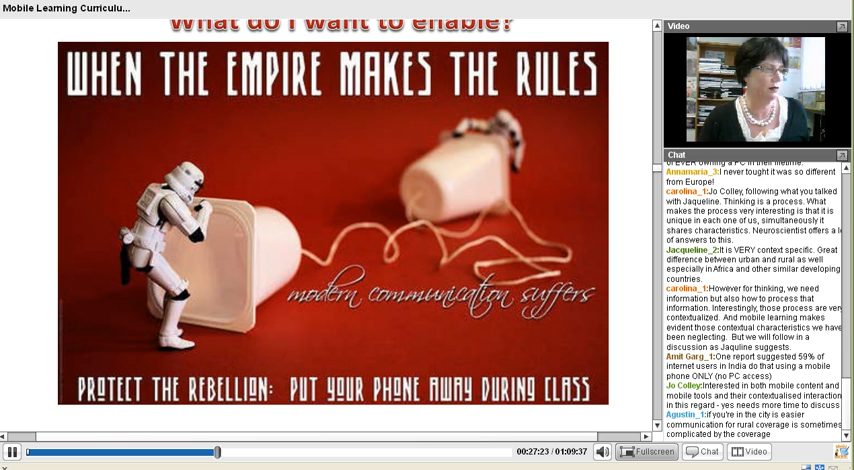 Mobile Learning Curriculu...
What do I want to enable?
WHEN THE EMPIRE MAKES THE RULES
modern communication suffers
PROTECT THE REBELLION: PUT YOUR PHONE AWAY DURING CLASS
Video
Chat
of EVER owning a PC in their lifetime.
Annamaria_3:I never tought it was so different
from Europe!
carolina_1:Jo Colley, following what you talked
with Jaqueline. Thinking is a process. What
makes the process very interesting is that it is
unique in each one of us, simultaneously it
shares characteristics. Neuroscientist offers a l
of answers to this.
Jacqueline_2:It is VERY context specific. Great
difference between urban and rural as well
especially in Africa and other similar developing
countries.
carolina_1:However for thinking, we need
information but also how to process that
information. Interestingly, those process are very
contextualized. And mobile learning makes
evident those contextual characteristics we have
been neglecting. But we will follow in a
discussion as Jaquline suggests.
Amit Garg_1:One report suggested 59% of
internet users in India do that using a mobile
phone ONLY (no PC access)
Jo Colley:Interested in both mobile content and
mobile tools and their contextualised interaction
in this regard - yes needs more time to discuss
Agustin_1:if you're in the city is easier
communication for rural coverage is sometimes
complicated by the coverage
00:27:23 / 01:09:37
Fullscreen
Chat
Video